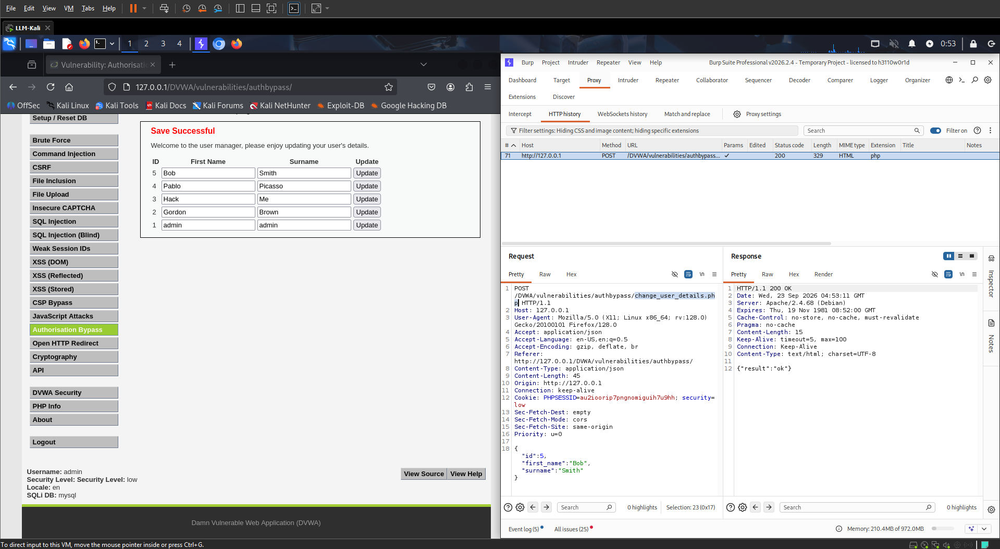 File Edit View VM Tabs Help
LLM-Kali
1 2 3 4
0:53
Vulnerability: Authorisatio
127.0.0.1/DVWA/vulnerabilities/authbypass/
OffSec Kali Linux Kali Tools Kali Docs Kali Forums Kali NetHunter Exploit-DB Google Hacking DB
Setup / Reset DB
Brute Force
Command Injection
CSRF
File Inclusion
File Upload
Insecure CAPTCHA
SQL Injection
SQL Injection (Blind)
Weak Session IDs
XSS (DOM)
XSS (Reflected)
XSS (Stored)
CSP Bypass
JavaScript Attacks
Authorisation Bypass
Open HTTP Redirect
Cryptography
API
DVWA Security
PHP Info
About
Logout
Save Successful
Welcome to the user manager, please enjoy updating your user's details.
ID First Name Surname Update
5 Bob Smith Update
4 Pablo Picasso Update
3 Hack Me Update
2 Gordon Brown Update
1 admin admin Update
Username: admin
Security Level: Security Level: low
Locale: en
SQLi DB: mysql
View Source View Help
Damn Vulnerable Web Application (DVWA)
Burp Project Intruder Repeater View Help
Burp Suite Professional v2026.2.4 - Temporary Project - licensed to h3110w0r1d
Dashboard Target Proxy Intruder Repeater Collaborator Sequencer Decoder Comparer Logger Organizer
Extensions Discover
Intercept HTTP history WebSockets history Match and replace Proxy settings
Filter settings: Hiding CSS and image content; hiding specific extensions
Search
Filter on
# Host Method URL Params Edited Status code Length MIME type Extension Title Notes
71 http://127.0.0.1 POST /DVWA/vulnerabilities/authbypass... ✓ 200 329 HTML php
Request
Pretty Raw Hex \n
1 POST
/DVWA/vulnerabilities/authbypass/change_user_details.ph
p HTTP/1.1
2 Host: 127.0.0.1
3 User-Agent: Mozilla/5.0 (X11; Linux x86_64; rv:128.0)
Gecko/20100101 Firefox/128.0
4 Accept: application/json
5 Accept-Language: en-US,en;q=0.5
6 Accept-Encoding: gzip, deflate, br
7 Referer:
http://127.0.0.1/DVWA/vulnerabilities/authbypass/
8 Content-Type: application/json
9 Content-Length: 45
10 Origin: http://127.0.0.1
11 Connection: keep-alive
12 Cookie: PHPSESSID=au2ioorip7pngnomiguih7u9hh; security=
low
13 Sec-Fetch-Dest: empty
14 Sec-Fetch-Mode: cors
15 Sec-Fetch-Site: same-origin
16 Priority: u=0
17
18 {
"id":5,
"first_name":"Bob",
"surname":"Smith"
}
Search
0 highlights
Selection: 23 (0x17)
Response
Pretty Raw Hex Render \n
1 HTTP/1.1 200 OK
2 Date: Wed, 23 Sep 2026 04:53:11 GMT
3 Server: Apache/2.4.68 (Debian)
4 Expires: Thu, 19 Nov 1981 08:52:00 GMT
5 Cache-Control: no-store, no-cache, must-revalidate
6 Pragma: no-cache
7 Content-Length: 15
8 Keep-Alive: timeout=5, max=100
9 Connection: Keep-Alive
10 Content-Type: text/html; charset=UTF-8
11
12 {"result":"ok"}
Search
0 highlights
Inspector
Notes
Event log (5) All issues (25)
Memory: 210.4MB of 972.0MB
To direct input to this VM, move the mouse pointer inside or press Ctrl+G.